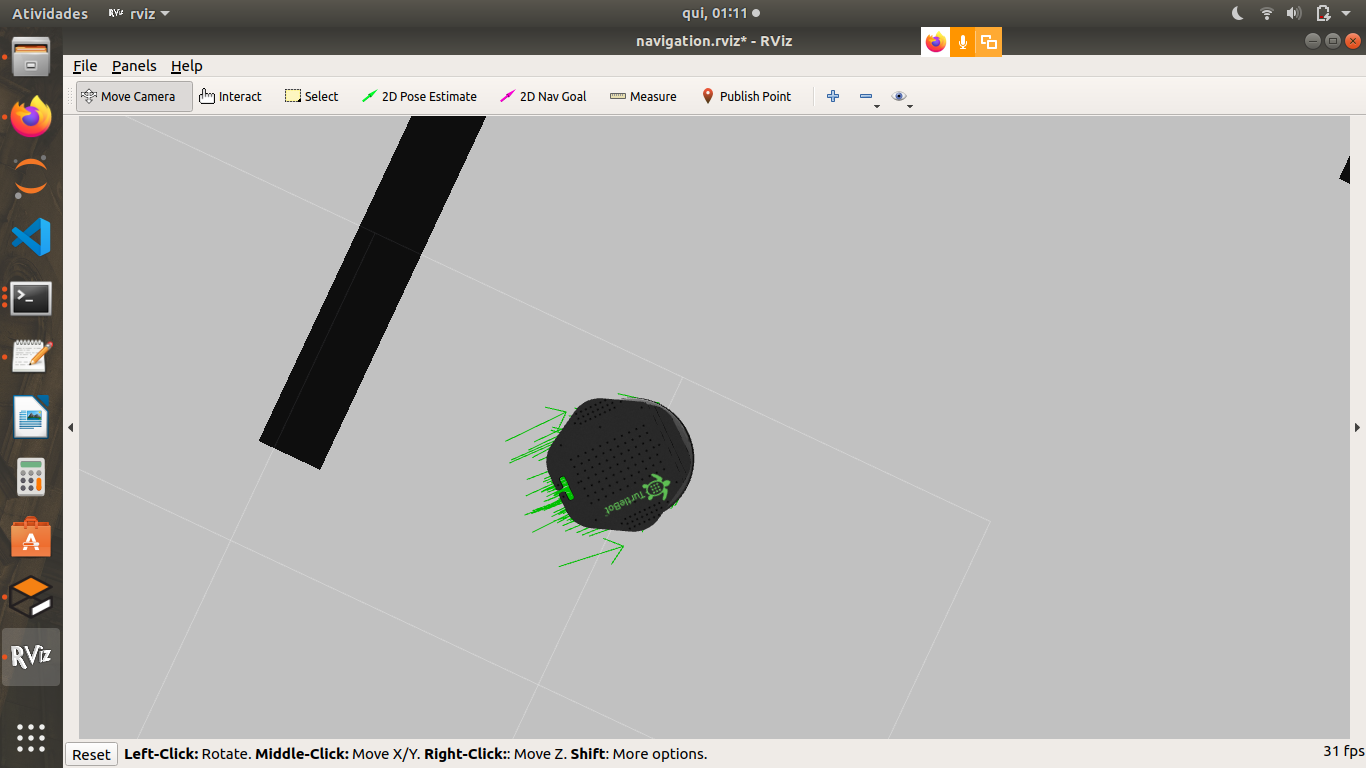 Atividades rviz qui, 01:11
navigation.rviz* - RViz
File Panels Help
Move Camera Interact Select 2D Pose Estimate 2D Nav Goal Measure Publish Point
TurtleBot
RViz
Reset Left-Click: Rotate. Middle-Click: Move X/Y. Right-Click:: Move Z. Shift: More options. 31 fps